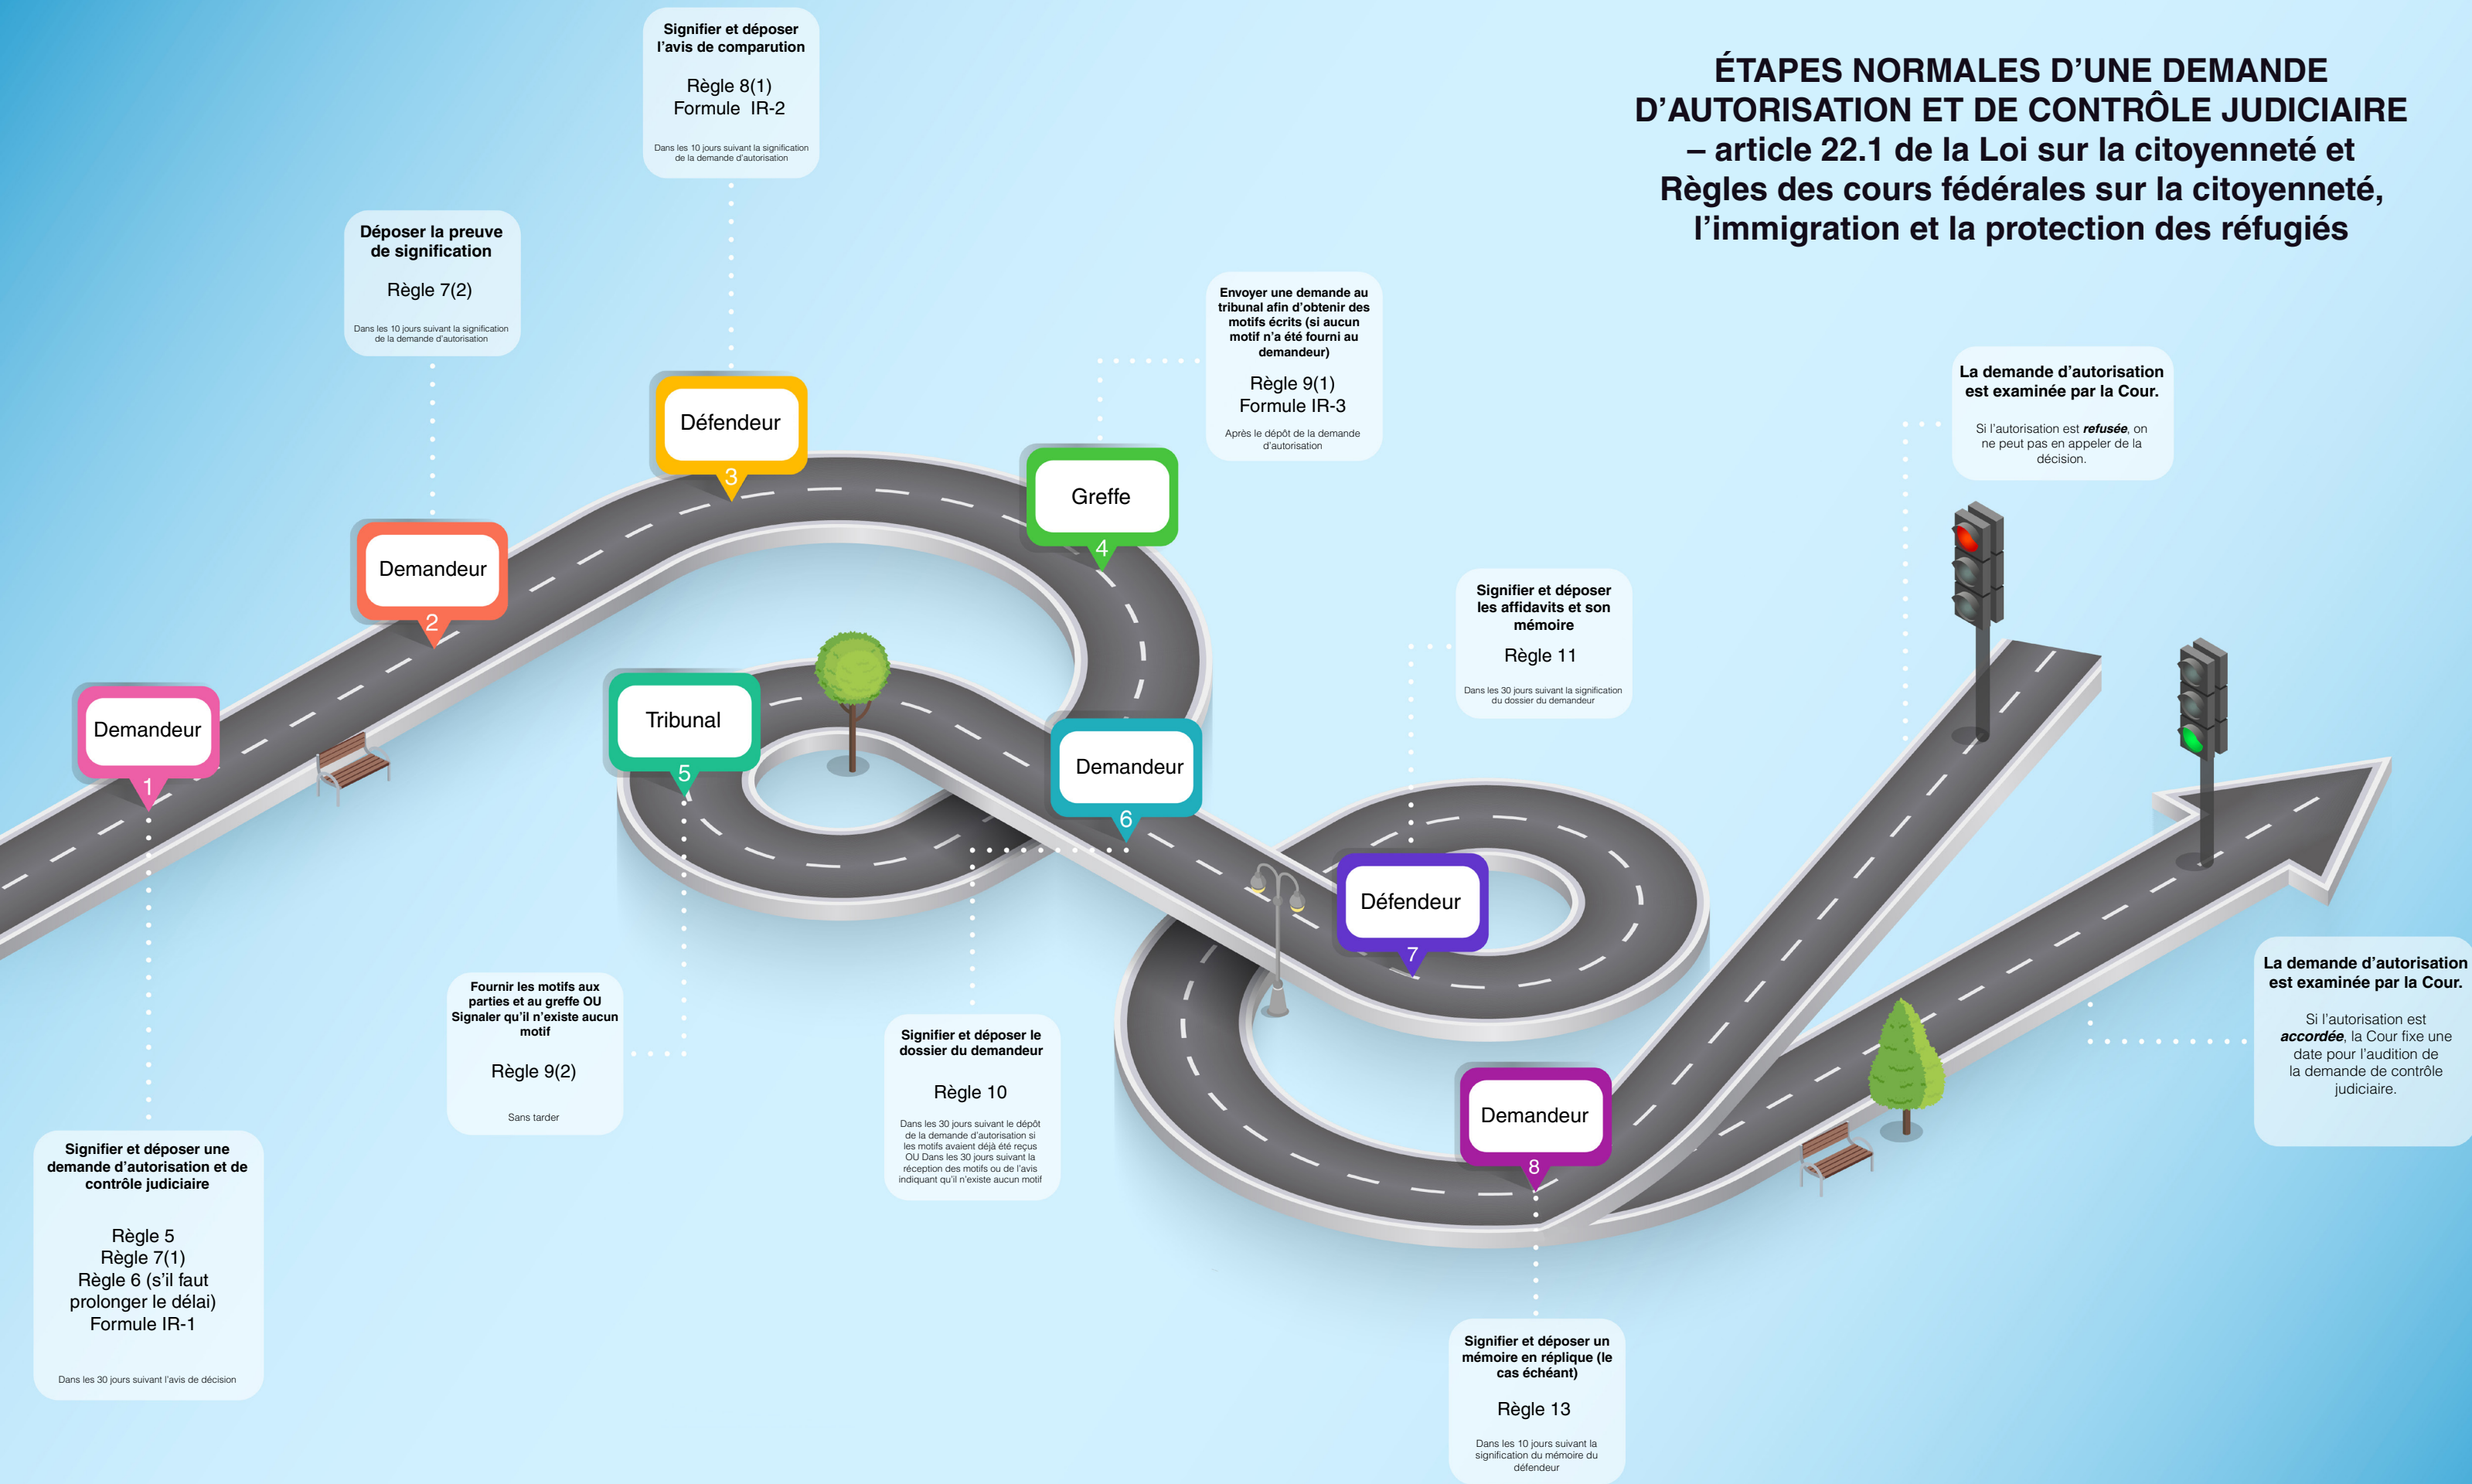 ÉTAPES NORMALES D’UNE DEMANDE
D’AUTORISATION ET DE CONTRÔLE JUDICIAIRE
– article 22.1 de la Loi sur la citoyenneté et
Règles des cours fédérales sur la citoyenneté,
l’immigration et la protection des réfugiés
Demandeur
1
Signifier et déposer une
demande d’autorisation et de
contrôle judiciaire
Règle 5
Règle 7(1)
Règle 6 (s’il faut
prolonger le délai)
Formule IR-1
Dans les 30 jours suivant l’avis de décision
Demandeur
2
Déposer la preuve
de signification
Règle 7(2)
Dans les 10 jours suivant la signification
de la demande d’autorisation
Défendeur
3
Signifier et déposer
l’avis de comparution
Règle 8(1)
Formule IR-2
Dans les 10 jours suivant la signification
de la demande d’autorisation
Greffe
4
Envoyer une demande au
tribunal afin d’obtenir des
motifs écrits (si aucun
motif n’a été fourni au
demandeur)
Règle 9(1)
Formule IR-3
Après le dépôt de la demande
d’autorisation
Tribunal
5
Fournir les motifs aux
parties et au greffe OU
Signaler qu’il n’existe aucun
motif
Règle 9(2)
Sans tarder
Demandeur
6
Signifier et déposer le
dossier du demandeur
Règle 10
Dans les 30 jours suivant le dépôt
de la demande d’autorisation si
les motifs avaient déjà été reçus
OU Dans les 30 jours suivant la
réception des motifs ou de l’avis
indiquant qu’il n’existe aucun motif
Défendeur
7
Signifier et déposer
les affidavits et son
mémoire
Règle 11
Dans les 30 jours suivant la signification
du dossier du demandeur
Demandeur
8
Signifier et déposer un
mémoire en réplique (le
cas échéant)
Règle 13
Dans les 10 jours suivant la
signification du mémoire du
défendeur
La demande d’autorisation
est examinée par la Cour.
Si l’autorisation est refusée, on
ne peut pas en appeler de la
décision.
La demande d’autorisation
est examinée par la Cour.
Si l’autorisation est
accordée, la Cour fixe une
date pour l’audition de
la demande de contrôle
judiciaire.